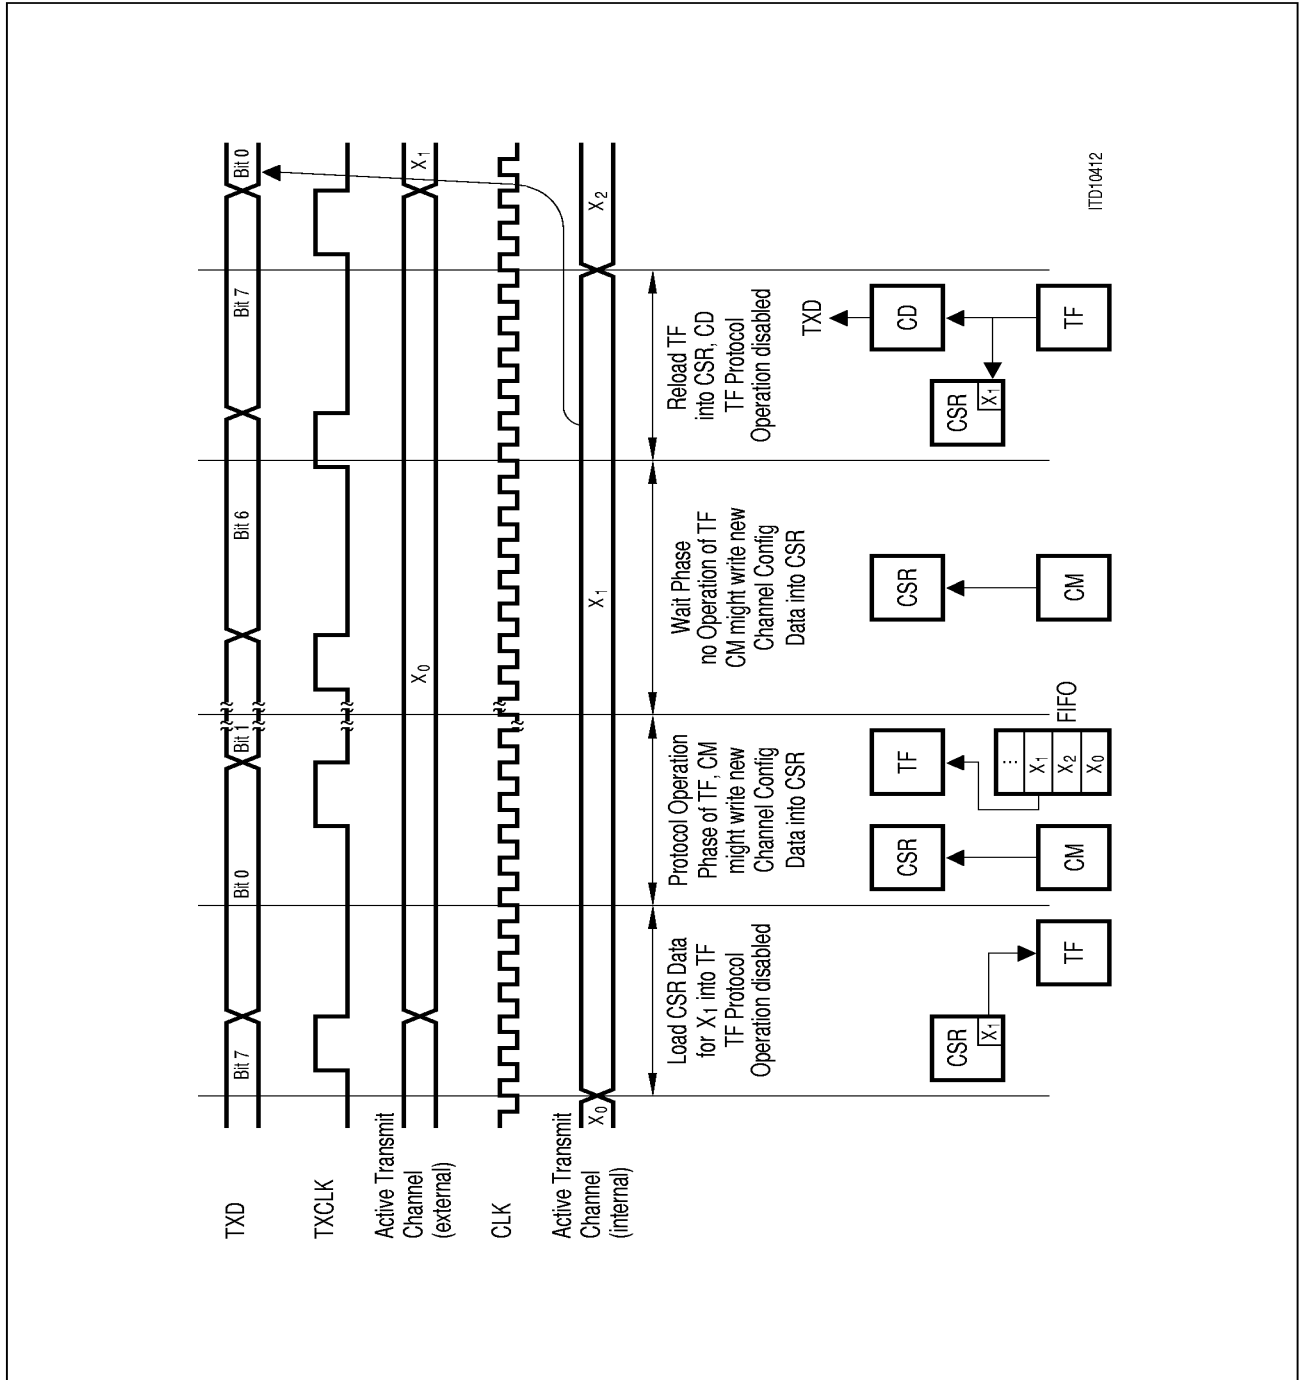 TXD
Bit 7
Bit 0
Bit 1
Bit 6
Bit 7
Bit 0
TXCLK
Active Transmit
Channel
(external)
X0
X1
CLK
Active Transmit
Channel
(internal)
X0
X1
X2
Load CSR Data
for X1 into TF
TF Protocol
Operation disabled
Protocol Operation
Phase of TF, CM
might write new
Channel Config
Data into CSR
Wait Phase
no Operation of TF
CM might write new
Channel Config
Data into CSR
Reload TF
into CSR, CD
TF Protocol
Operation disabled
CSR
X1
TF
CSR
CM
TF
⋮
X1
X2
X0
FIFO
CSR
CM
TXD
CD
CSR
X1
TF
ITD10412